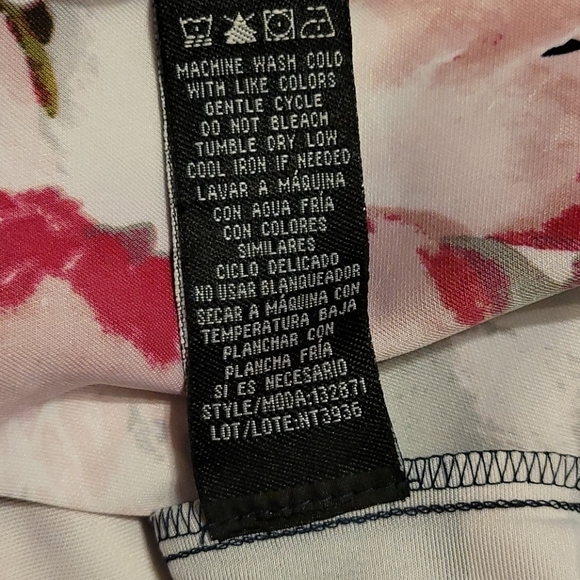 MACHINE WASH COLD
WITH LIKE COLORS
GENTLE CYCLE
DO NOT BLEACH
TUMBLE DRY LOW
COOL IRON IF NEEDED
LAVAR A MÁQUINA
CON AGUA FRÍA
CON COLORES
SIMILARES
CICLO DELICADO
NO USAR BLANQUEADOR
SECAR A MÁQUINA CON
TEMPERATURA BAJA
PLANCHAR CON
PLANCHA FRÍA
SI ES NECESARIO
STYLE/MODA:132871
LOT/LOTE:NT3936